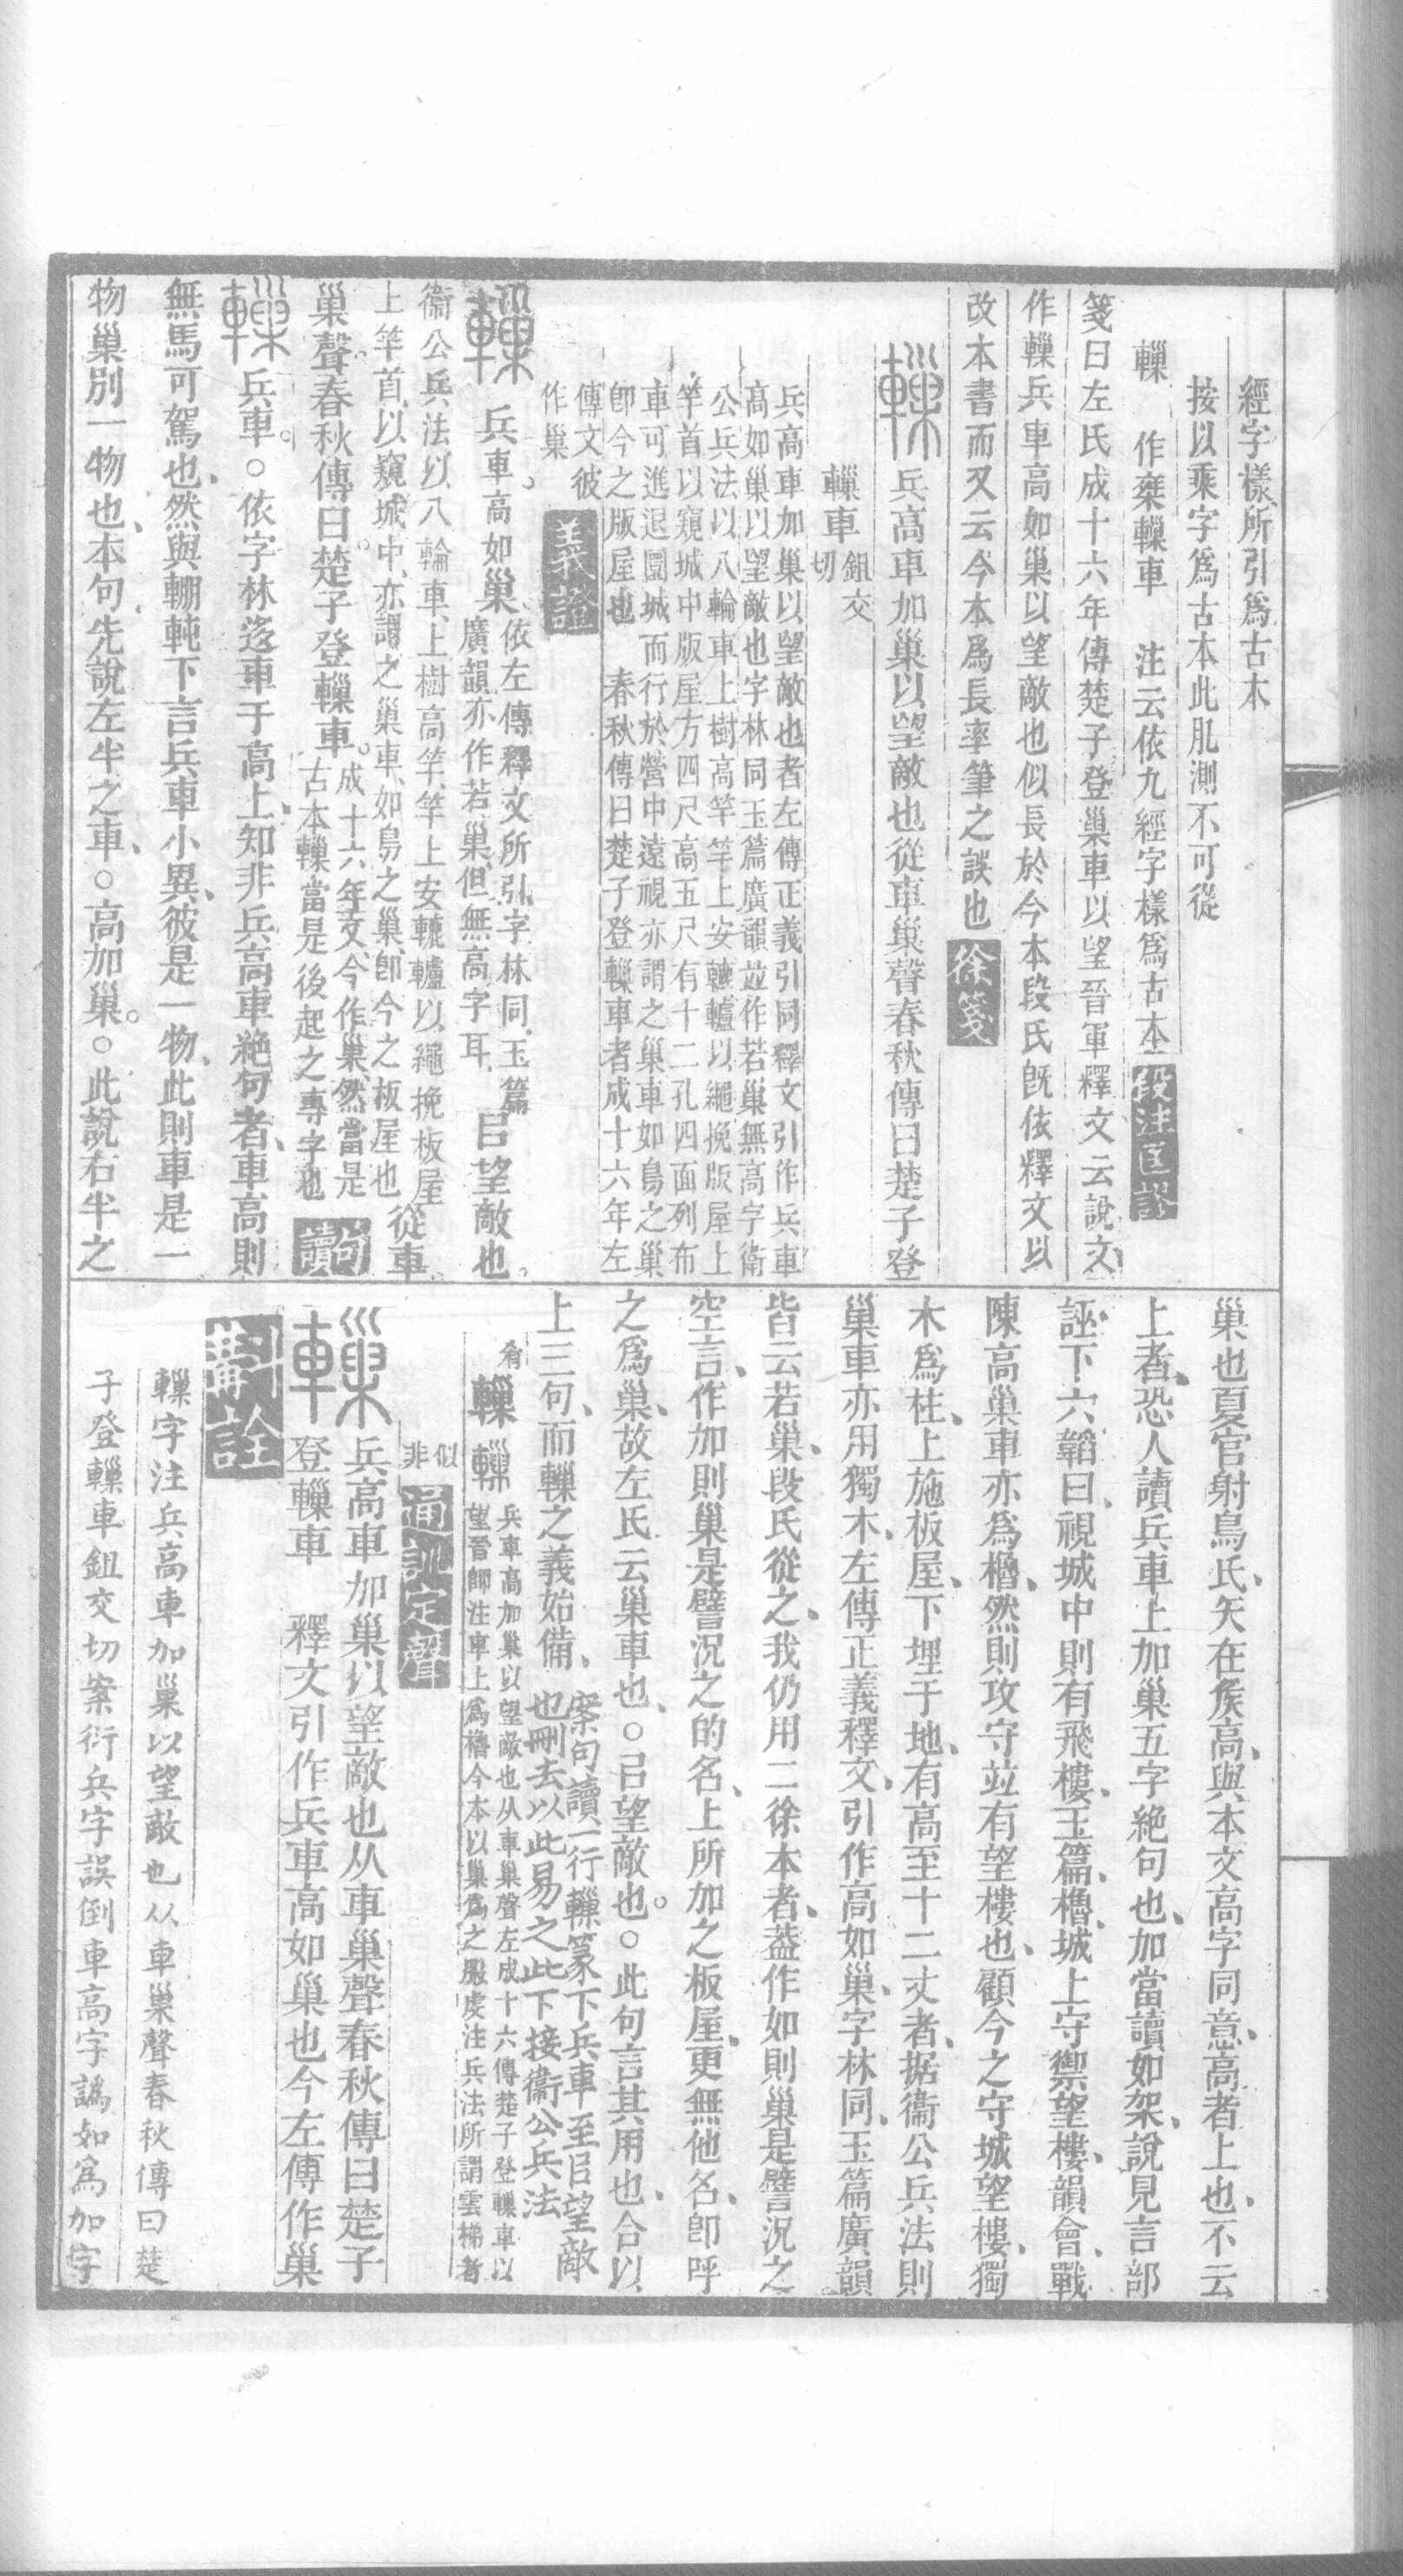 經字樣所引爲古本
按以乘字爲古本此肊測不可從
轈　作椉轈車　注云依九經字樣爲古本
段注匡謬
箋曰左氏成十六年傳楚子登巢車以望晉軍釋文云說文
作轈兵車高如巢以望敵也似長於今本段氏旣依釋文以
改本書而又云今本爲長率筆之誤也
徐箋
轈兵高車加巢以望敵也從車巢聲春秋傳曰楚子登
轈車
鉏交
切
兵高車加巢以望敵也者左傳正義引同釋文引作兵車
高如巢以望敵也字林同玉篇廣韻竝作若巢無高字衛
公兵法以八輪車上樹高竿竿上安轆轤以繩挽版屋上
竿首以窺城中版屋方四尺高五尺有十二孔四面列布
車可進退圜城而行於營中遠視亦謂之巢車如鳥之巢
卽今之版屋也　春秋傳曰楚子登轈車者成十六年左
傳文彼
作巢
義證
轈　兵車高如巢
依左傳釋文所引字林同玉篇
廣韻亦作若巢但無高字耳
㠯望敵也
衞公兵法以八輪車上樹高竿竿上安轆轤以繩挽板屋
上竿首以窺城中亦謂之巢車如鳥之巢卽今之板屋也
從車
巢聲春秋傳曰楚子登轈車
成十六年文今作巢然當是
古本轈當是後起之專字也
句讀
轈兵車。○依字林迻車于高上知非兵高車絶句者車高則
無馬可駕也然與輣軘下言兵車小異彼是一物此則車是一
物巢別一物也本句先說左半之車○高加巢。○此說右半之
巢也夏官射鳥氏矢在矦高與本文高字同意高者上也不云
上者恐人讀兵車上加巢五字絶句也加當讀如架說見言部
誣下六韜曰視城中則有飛樓玉篇櫓城上守禦望樓韻會戰
陳高巢車亦爲櫓然則攻守竝有望樓也顧今之守城望樓獨
木爲柱上施板屋下埋于地有高至十二丈者据衞公兵法則
巢車亦用獨木左傳正義釋文引作高如巢字林同玉篇廣韻
皆云若巢段氏從之我仍用二徐本者葢作如則巢是譬況之
空言作加則巢是譬況之的名上所加之板屋更無他名卽呼
之爲巢故左氏云巢車也○㠯望敵也。○此句言其用也合以
上三句而轈之義始備
案句讀一行轈篆下兵車至㠯望敵
也刪去以此易之此下接衞公兵法
肴　轈　轈
兵車高加巢以望敵也从車巢聲左成十六傳楚子登轈車以
望晉師注車上爲櫓今本以巢爲之服虔注兵法所謂雲梯者
似
非
通訓定聲
轈兵高車加巢以望敵也从車巢聲春秋傳曰楚子
登轈車　釋文引作兵車高如巢也今左傳作巢
斠詮
轈字注兵高車加巢以望敵也从車巢聲春秋傳曰楚
子登轈車鉏交切案衍兵字誤倒車高字譌如爲加字